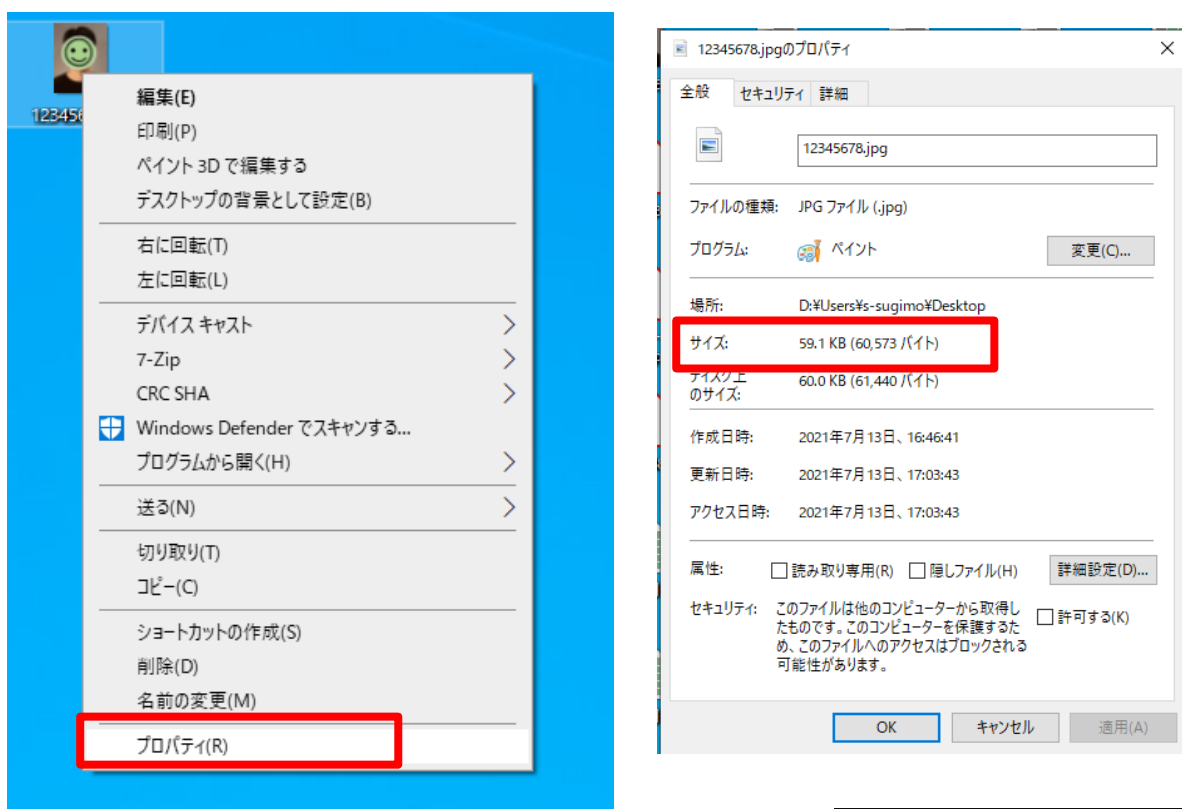 123456
編集(E)
印刷(P)
ペイント 3D で編集する
デスクトップの背景として設定(B)
右に回転(T)
左に回転(L)
デバイス キャスト
7-Zip
CRC SHA
Windows Defender でスキャンする...
プログラムから開く(H)
送る(N)
切り取り(T)
コピー(C)
ショートカットの作成(S)
削除(D)
名前の変更(M)
プロパティ(R)
12345678.jpgのプロパティ
全般 セキュリティ 詳細
12345678.jpg
ファイルの種類: JPG ファイル (.jpg)
プログラム: ペイント 変更(C)...
場所: D:¥Users¥s-sugimo¥Desktop
サイズ: 59.1 KB (60,573 バイト)
ディスク上
のサイズ: 60.0 KB (61,440 バイト)
作成日時: 2021年7月13日、16:46:41
更新日時: 2021年7月13日、17:03:43
アクセス日時: 2021年7月13日、17:03:43
属性: 読み取り専用(R) 隠しファイル(H) 詳細設定(D)...
セキュリティ: このファイルは他のコンピューターから取得し
たものです。このコンピューターを保護するた
め、このファイルへのアクセスはブロックされる
可能性があります。
許可する(K)
OK キャンセル 適用(A)